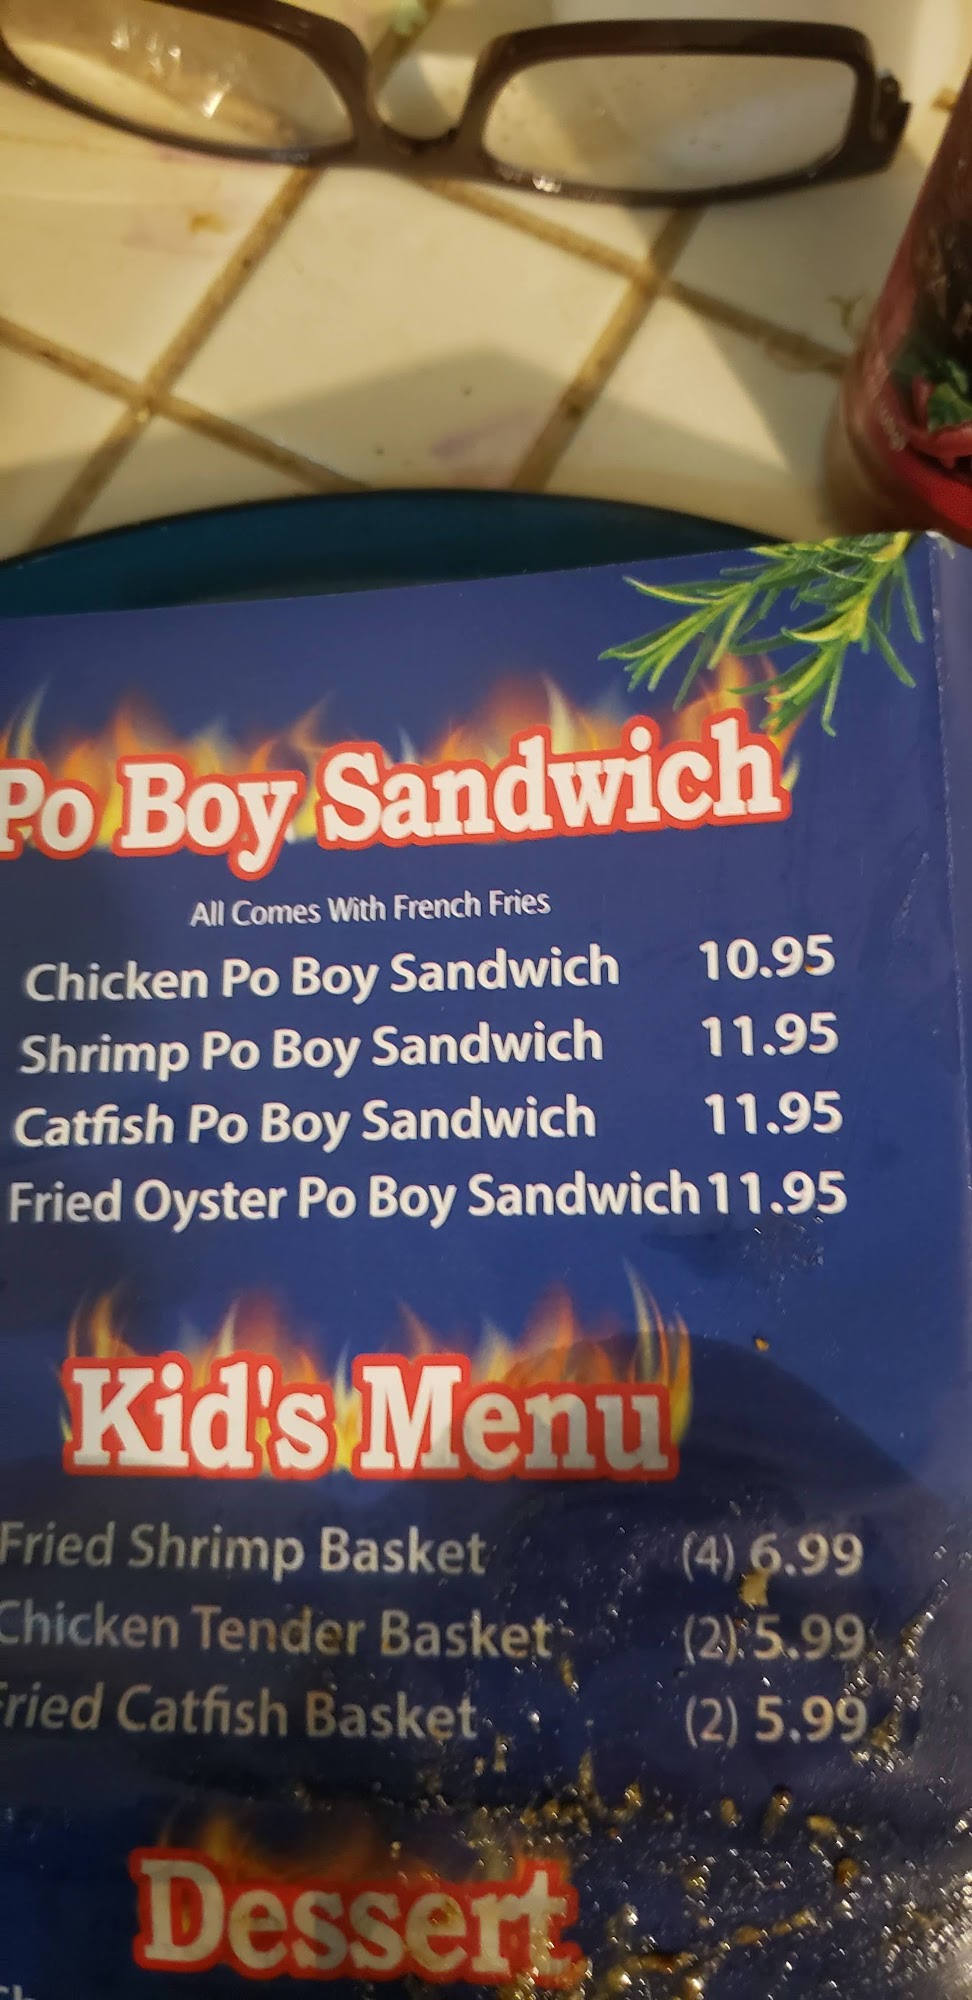 Po Boy Sandwich
All Comes With French Fries
Chicken Po Boy Sandwich 10.95
Shrimp Po Boy Sandwich 11.95
Catfish Po Boy Sandwich 11.95
Fried Oyster Po Boy Sandwich 11.95
Kid's Menu
Fried Shrimp Basket (4) 6.99
Chicken Tender Basket (2) 5.99
Fried Catfish Basket (2) 5.99
Dessert